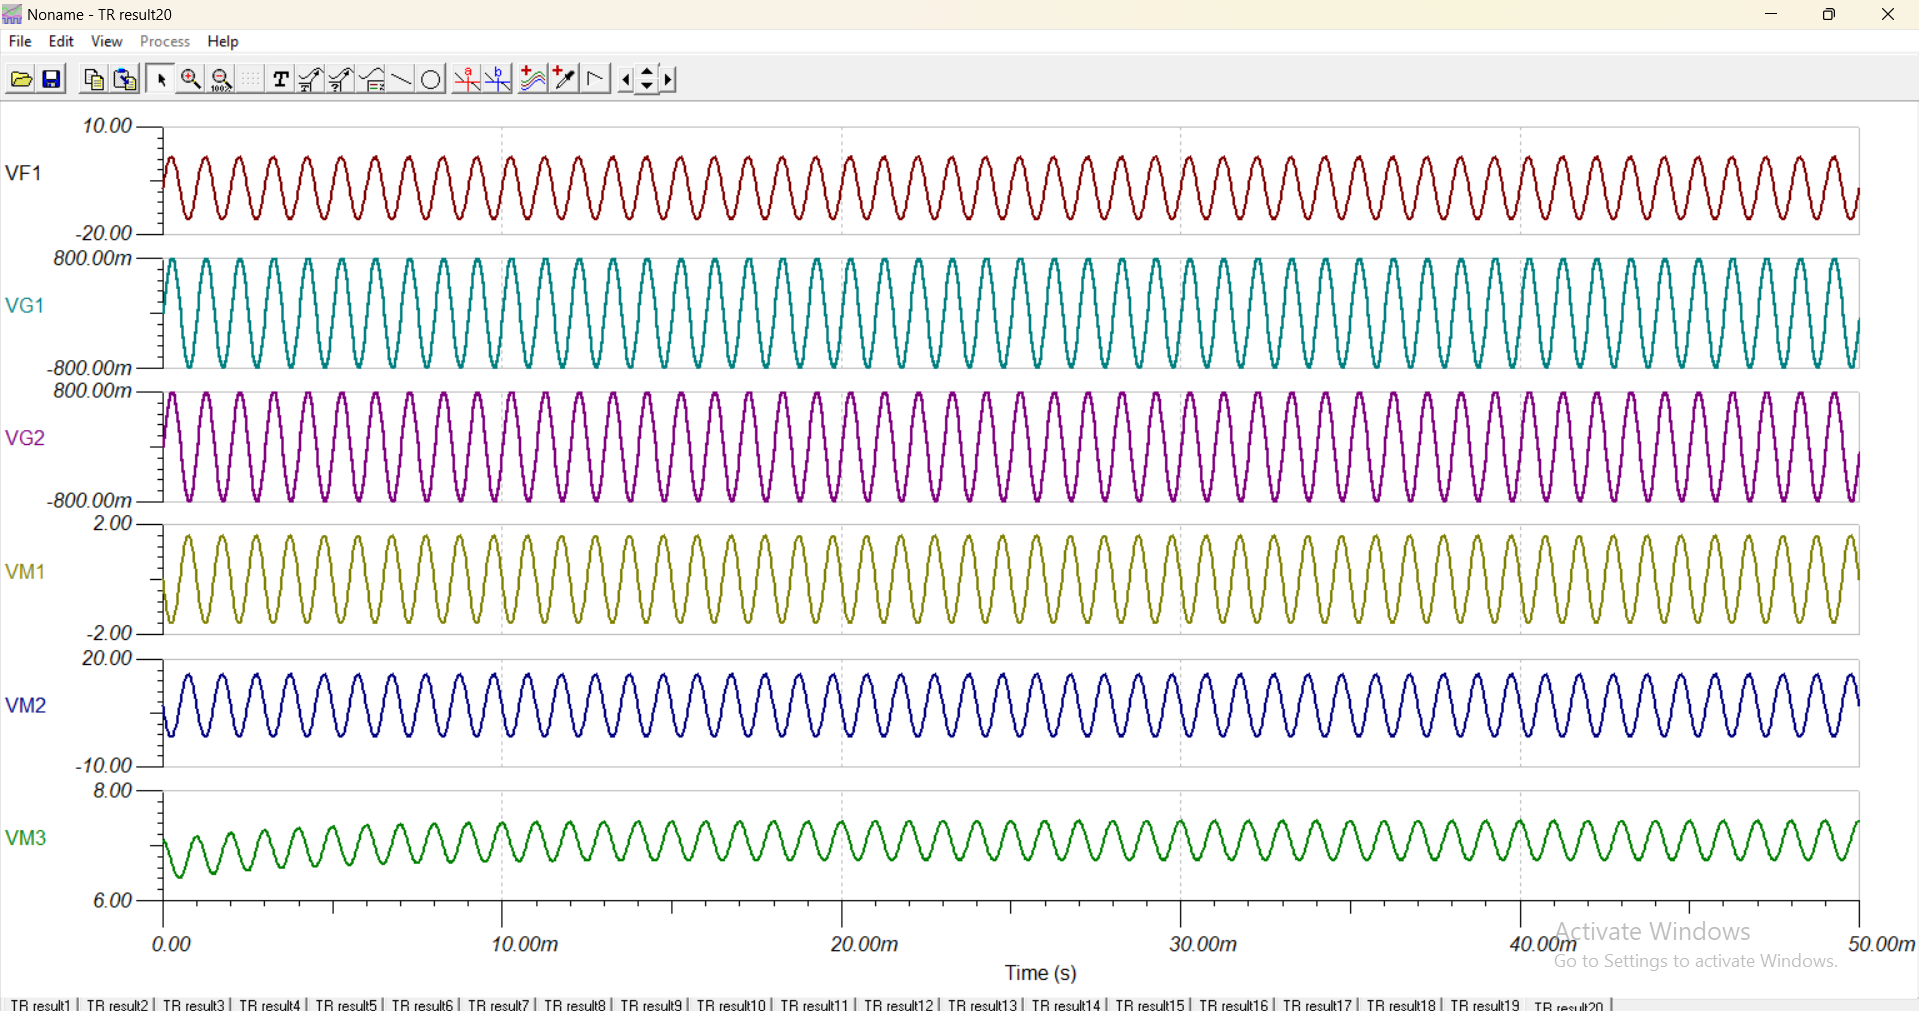 Noname - TR result20
File Edit View Process Help
100% T T ? a b
10.00
VF1
-20.00
800.00m
VG1
-800.00m
800.00m
VG2
-800.00m
2.00
VM1
-2.00
20.00
VM2
-10.00
8.00
VM3
6.00
0.00 10.00m 20.00m 30.00m 40.00m 50.00m
Time (s)
Activate Windows
Go to Settings to activate Windows.
TR result1 TR result2 TR result3 TR result4 TR result5 TR result6 TR result7 TR result8 TR result9 TR result10 TR result11 TR result12 TR result13 TR result14 TR result15 TR result16 TR result17 TR result18 TR result19 TR result20